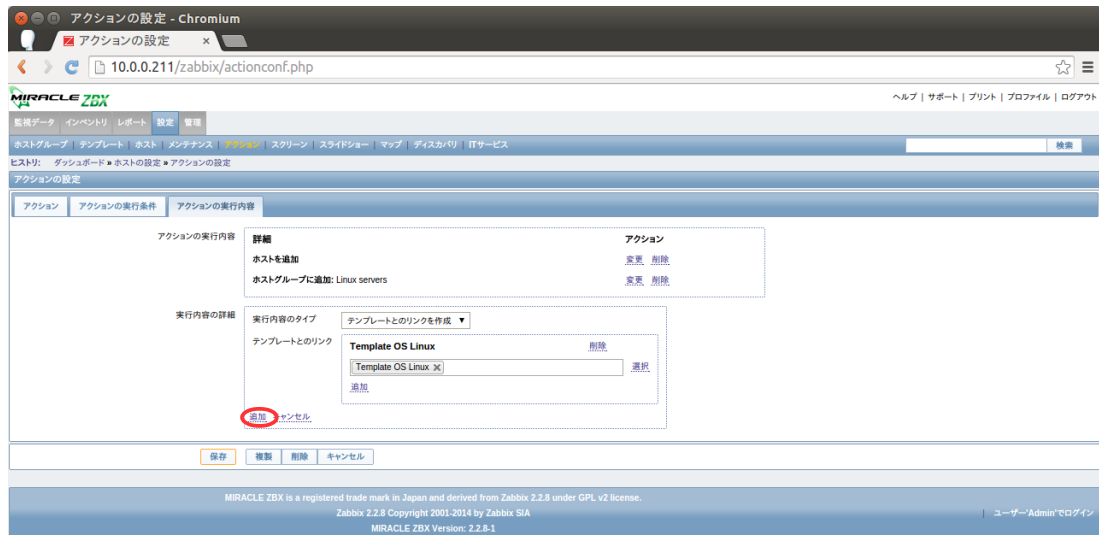 アクションの設定 - Chromium
アクションの設定 ×
10.0.0.211/zabbix/actionconf.php
MIRACLE ZBX
ヘルプ | サポート | プリント | プロファイル | ログアウト
監視データ インベントリ レポート 設定 管理
ホストグループ | テンプレート | ホスト | メンテナンス | アクション | スクリーン | スライドショー | マップ | ディスカバリ | ITサービス 検索
ヒストリ: ダッシュボード » ホストの設定 » アクションの設定
アクションの設定
アクション アクションの実行条件 アクションの実行内容
アクションの実行内容 詳細 アクション
ホストを追加 変更 削除
ホストグループに追加: Linux servers 変更 削除
実行内容の詳細 実行内容のタイプ テンプレートとのリンクを作成 ▼
テンプレートとのリンク Template OS Linux 削除
Template OS Linux 選択
追加
追加 キャンセル
保存 複製 削除 キャンセル
MIRACLE ZBX is a registered trade mark in Japan and derived from Zabbix 2.2.8 under GPL v2 license.
Zabbix 2.2.8 Copyright 2001-2014 by Zabbix SIA | ユーザー'Admin'でログイン
MIRACLE ZBX Version: 2.2.8-1